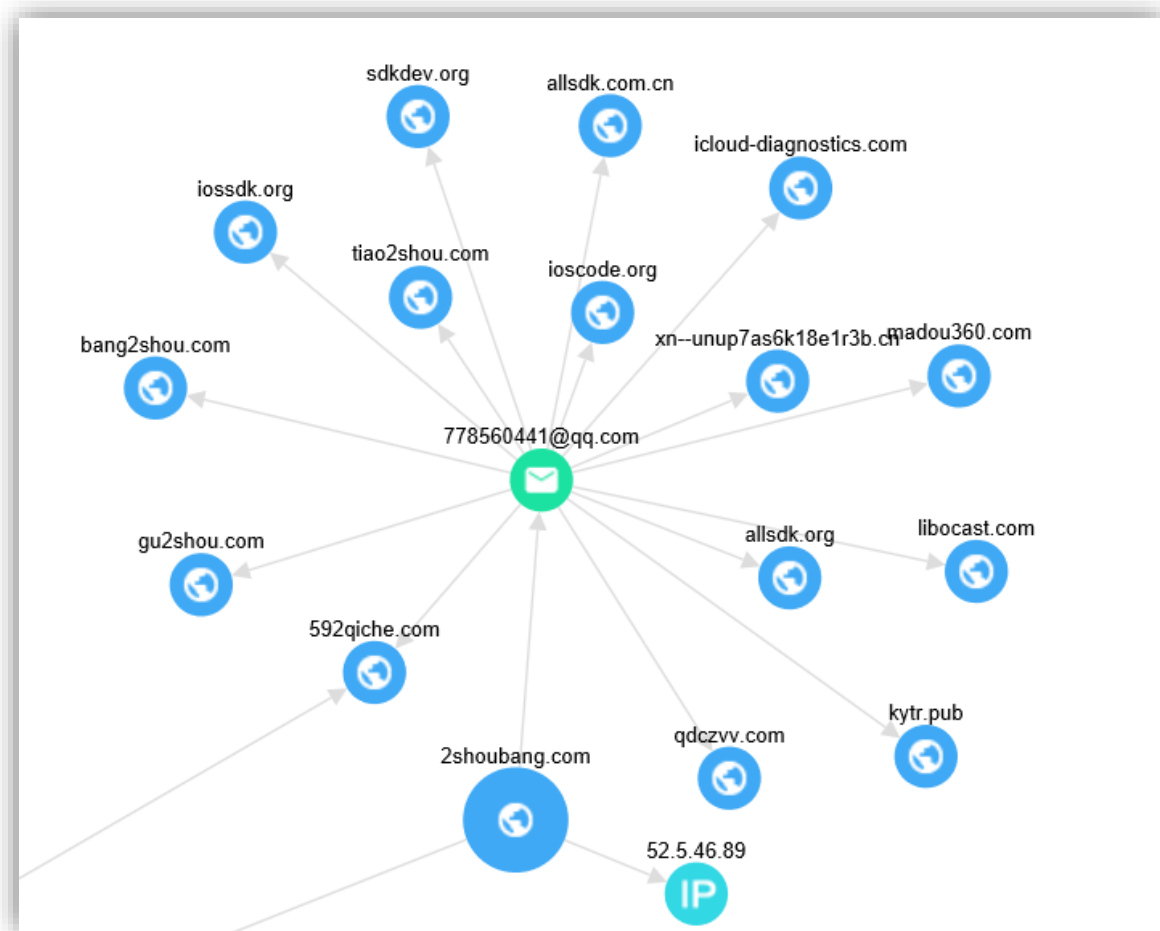 sdkdev.org
allsdk.com.cn
icloud-diagnostics.com
iossdk.org
tiao2shou.com
ioscode.org
bang2shou.com
xn--unup7as6k18e1r3b.cn
madou360.com
778560441@qq.com
gu2shou.com
allsdk.org
libocast.com
592qiche.com
2shoubang.com
qdczvv.com
kytr.pub
52.5.46.89
IP